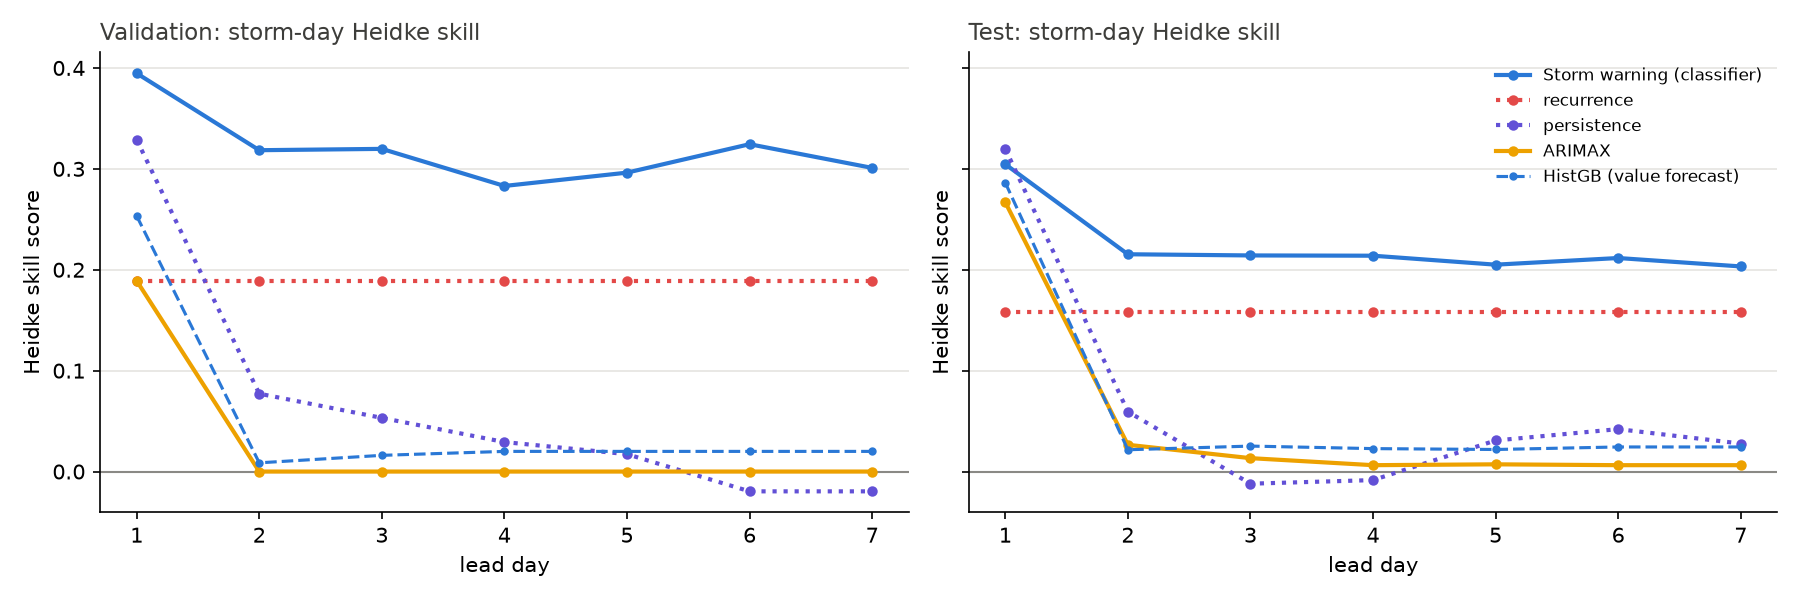 Validation: storm-day Heidke skill
Heidke skill score
0.4
0.3
0.2
0.1
0.0
1 2 3 4 5 6 7
lead day
Test: storm-day Heidke skill
Heidke skill score
Storm warning (classifier)
recurrence
persistence
ARIMAX
HistGB (value forecast)
1 2 3 4 5 6 7
lead day